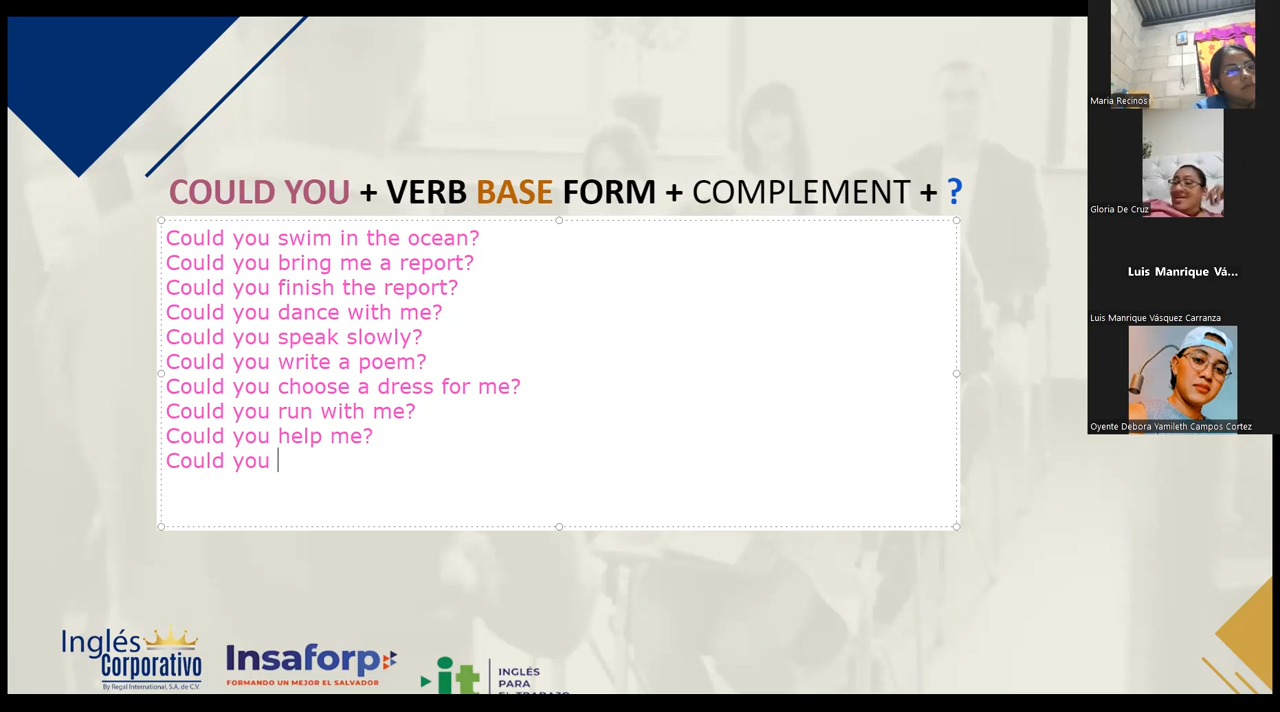 COULD YOU + VERB BASE FORM + COMPLEMENT + ?
Could you swim in the ocean?
Could you bring me a report?
Could you finish the report?
Could you dance with me?
Could you speak slowly?
Could you write a poem?
Could you choose a dress for me?
Could you run with me?
Could you help me?
Could you
Maria Recinos
Gloria De Cruz
Luis Manrique Vá...
Luis Manrique Vásquez Carranza
Oyente Debora Yamileth Campos Cortez
Inglés
Corporativo
By Regal International, S.A. de C.V.
Insaforp
FORMANDO UN MEJOR EL SALVADOR
it
INGLÉS
PARA
EL TRABAJO